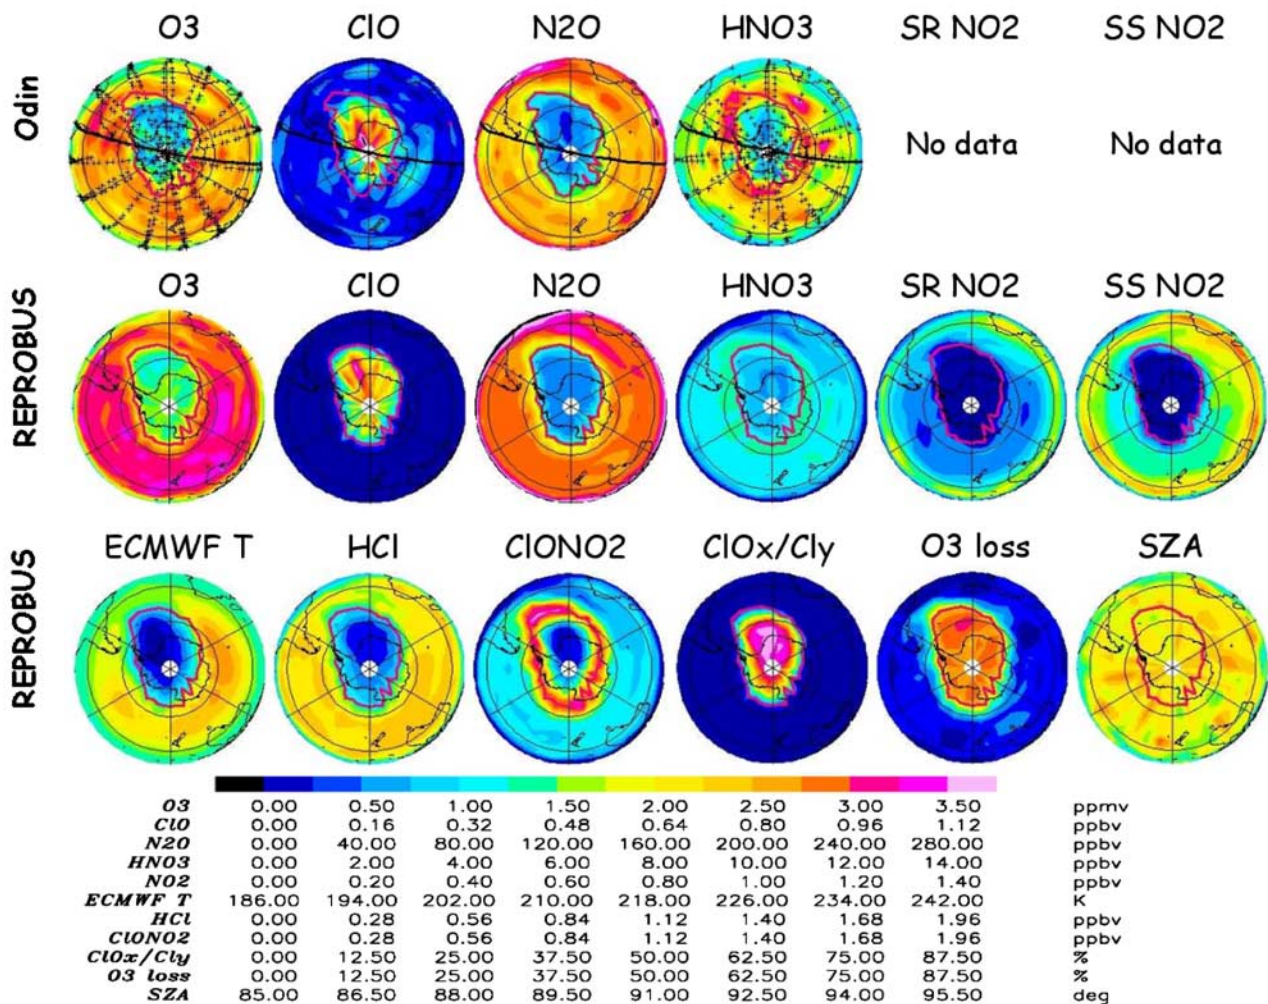 O3 ClO N2O HNO3 SR NO2 SS NO2
Odin
No data No data
O3 ClO N2O HNO3 SR NO2 SS NO2
REPROBUS
ECMWF T HCl ClONO2 ClOx/Cly O3 loss SZA
REPROBUS
O3 0.00 0.50 1.00 1.50 2.00 2.50 3.00 3.50 ppmv
ClO 0.00 0.16 0.32 0.48 0.64 0.80 0.96 1.12 ppbv
N2O 0.00 40.00 80.00 120.00 160.00 200.00 240.00 280.00 ppbv
HNO3 0.00 2.00 4.00 6.00 8.00 10.00 12.00 14.00 ppbv
NO2 0.00 0.20 0.40 0.60 0.80 1.00 1.20 1.40 ppbv
ECMWF T 186.00 194.00 202.00 210.00 218.00 226.00 234.00 242.00 K
HCl 0.00 0.28 0.56 0.84 1.12 1.40 1.68 1.96 ppbv
ClONO2 0.00 0.28 0.56 0.84 1.12 1.40 1.68 1.96 ppbv
ClOx/Cly 0.00 12.50 25.00 37.50 50.00 62.50 75.00 87.50 %
O3 loss 0.00 12.50 25.00 37.50 50.00 62.50 75.00 87.50 %
SZA 85.00 86.50 88.00 89.50 91.00 92.50 94.00 95.50 deg